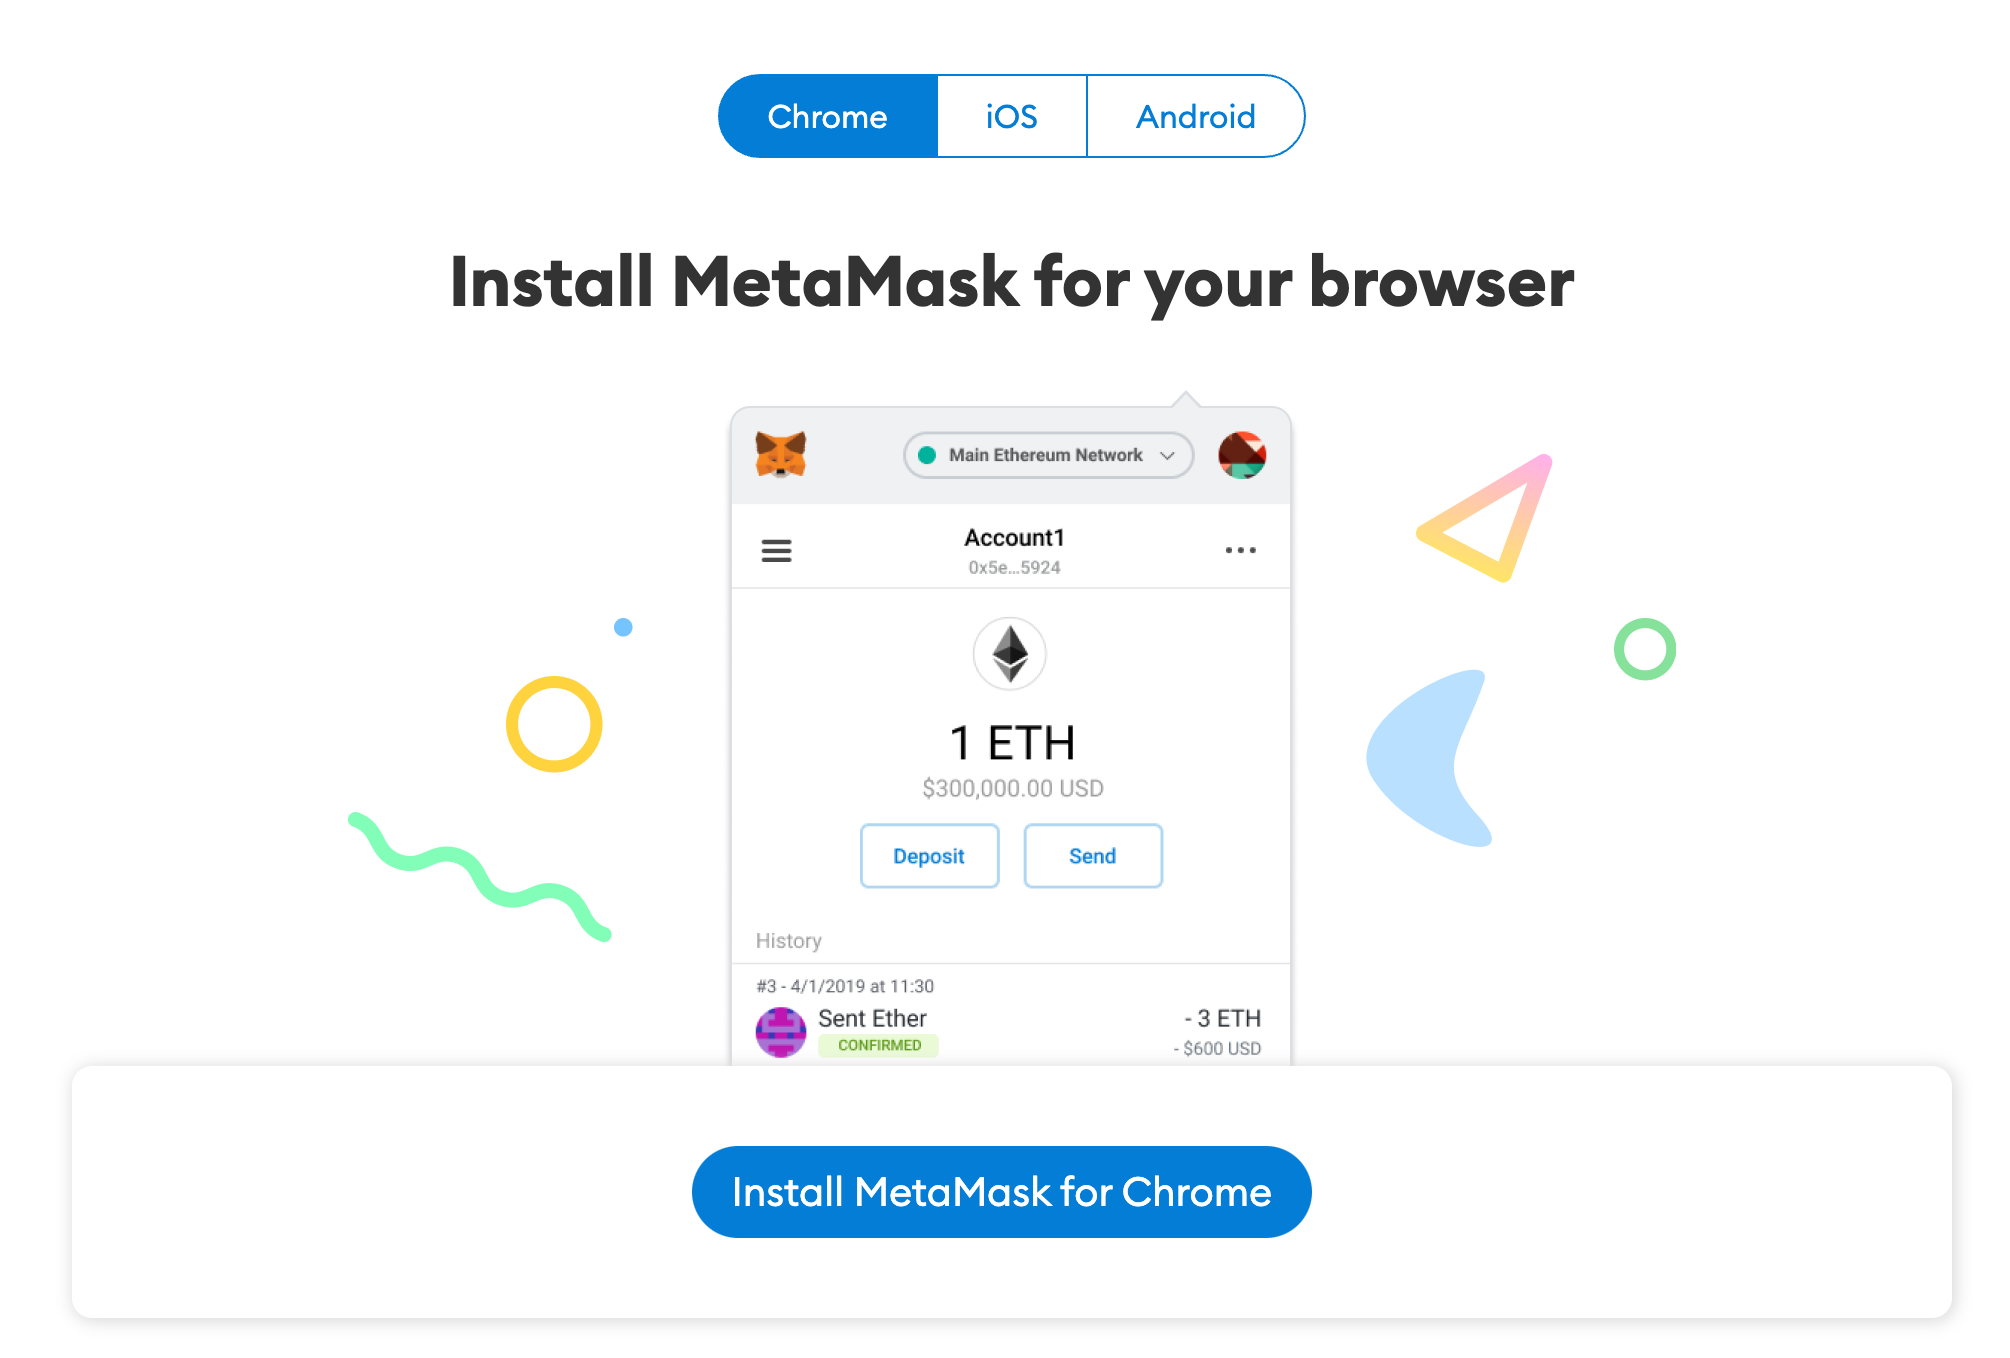 Chrome
iOS
Android
Install MetaMask for your browser
Main Ethereum Network
Account1
0x5e...5924
1 ETH
$300,000.00 USD
Deposit
Send
History
#3 - 4/1/2019 at 11:30
Sent Ether
- 3 ETH
CONFIRMED
- $600 USD
Install MetaMask for Chrome